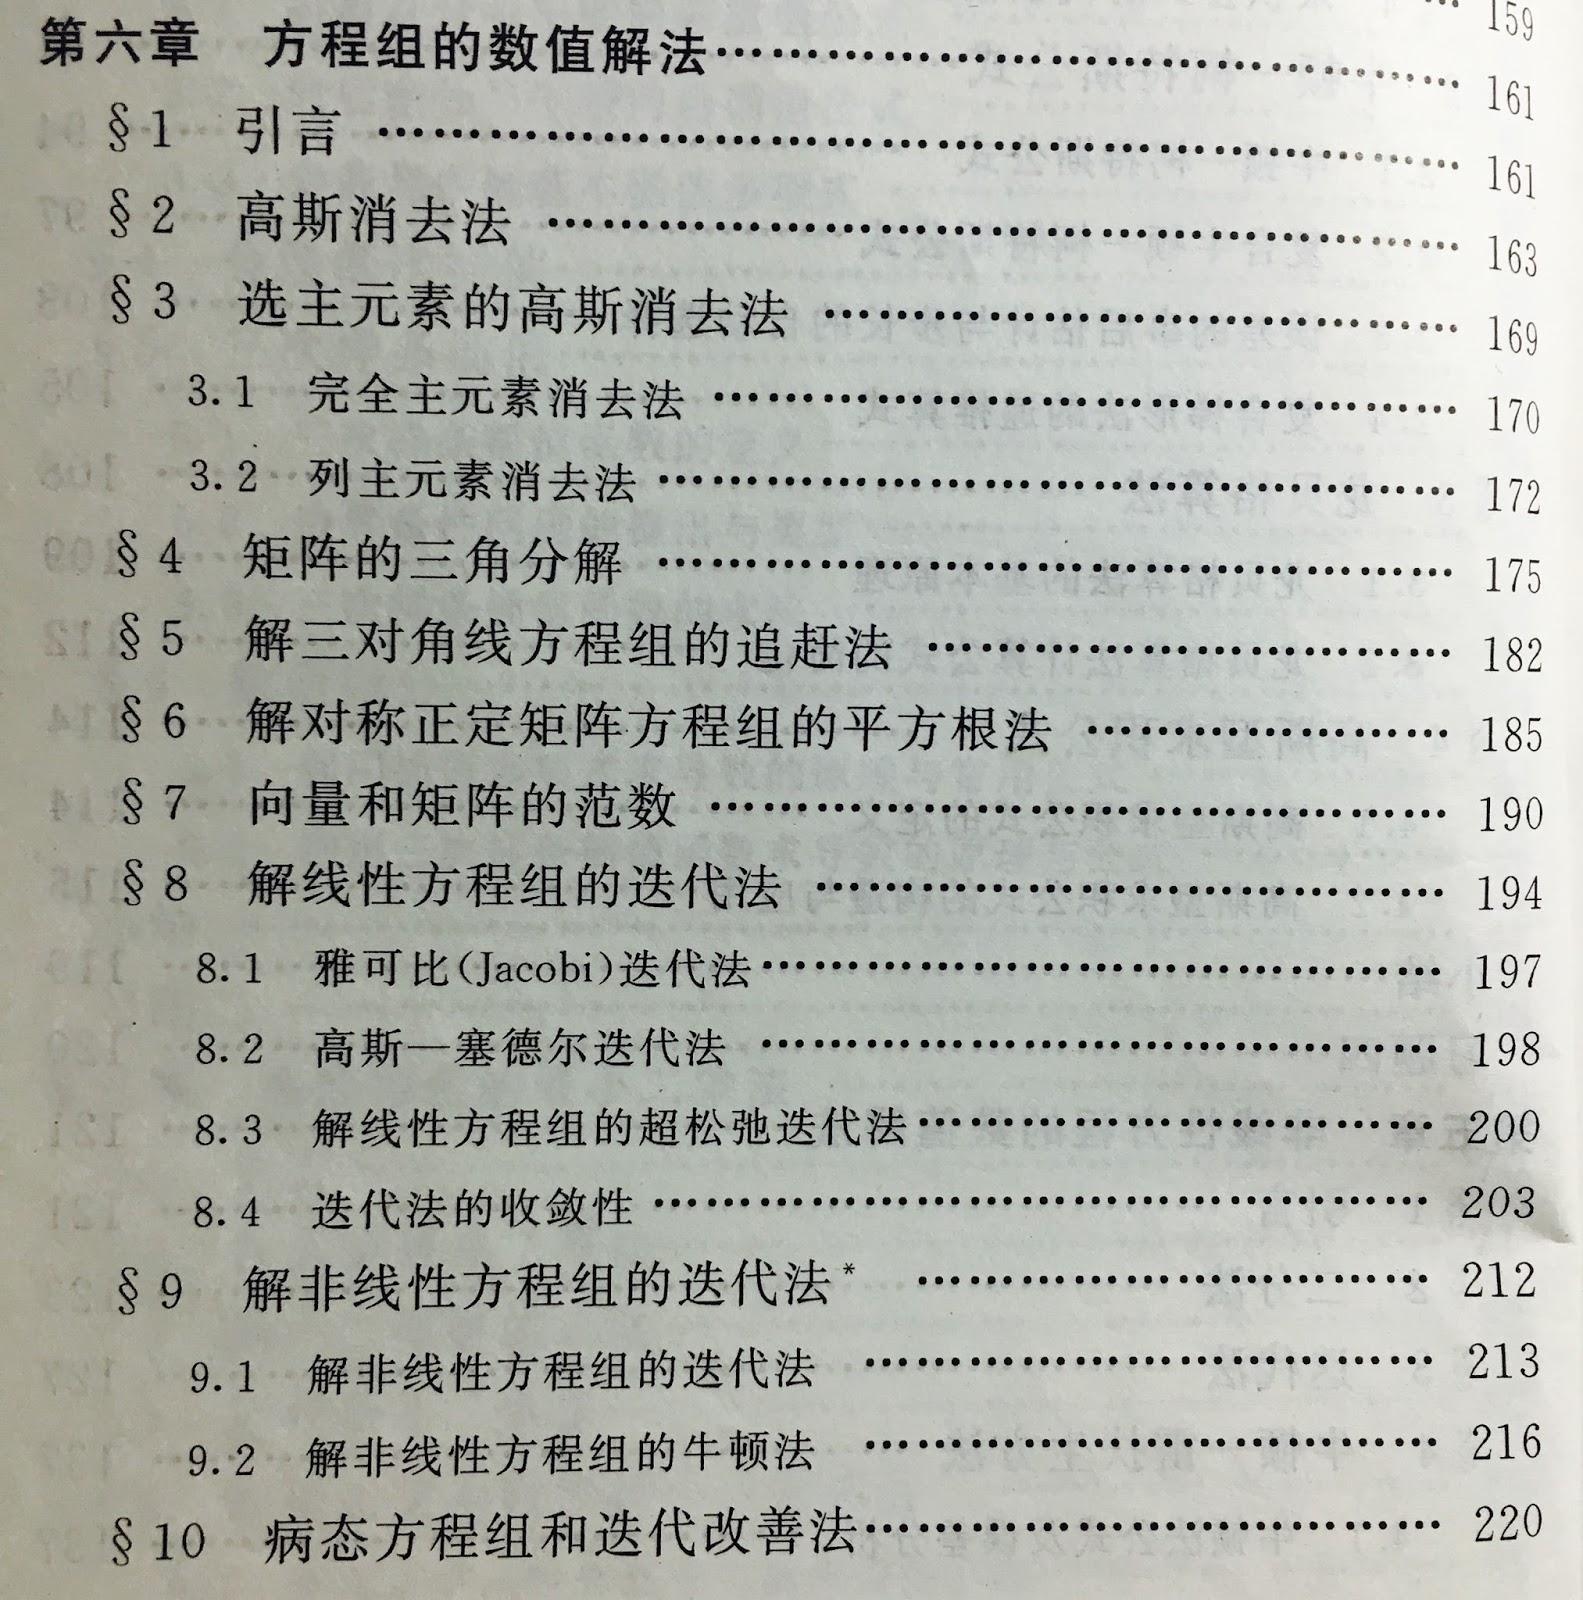 159
第六章 方程组的数值解法……………………………………… 161
§1 引言 ……………………………………………………… 161
§2 高斯消去法 ……………………………………………… 163
§3 选主元素的高斯消去法 ………………………………… 169
3.1 完全主元素消去法 ……………………………………… 170
3.2 列主元素消去法 ………………………………………… 172
§4 矩阵的三角分解 ………………………………………… 175
§5 解三对角线方程组的追赶法 …………………………… 182
§6 解对称正定矩阵方程组的平方根法 …………………… 185
§7 向量和矩阵的范数 ……………………………………… 190
§8 解线性方程组的迭代法 ………………………………… 194
8.1 雅可比(Jacobi)迭代法…………………………………… 197
8.2 高斯—塞德尔迭代法 …………………………………… 198
8.3 解线性方程组的超松弛迭代法………………………… 200
8.4 迭代法的收敛性 ………………………………………… 203
§9 解非线性方程组的迭代法* ……………………………… 212
9.1 解非线性方程组的迭代法 ……………………………… 213
9.2 解非线性方程组的牛顿法 ……………………………… 216
§10 病态方程组和迭代改善法……………………………… 220